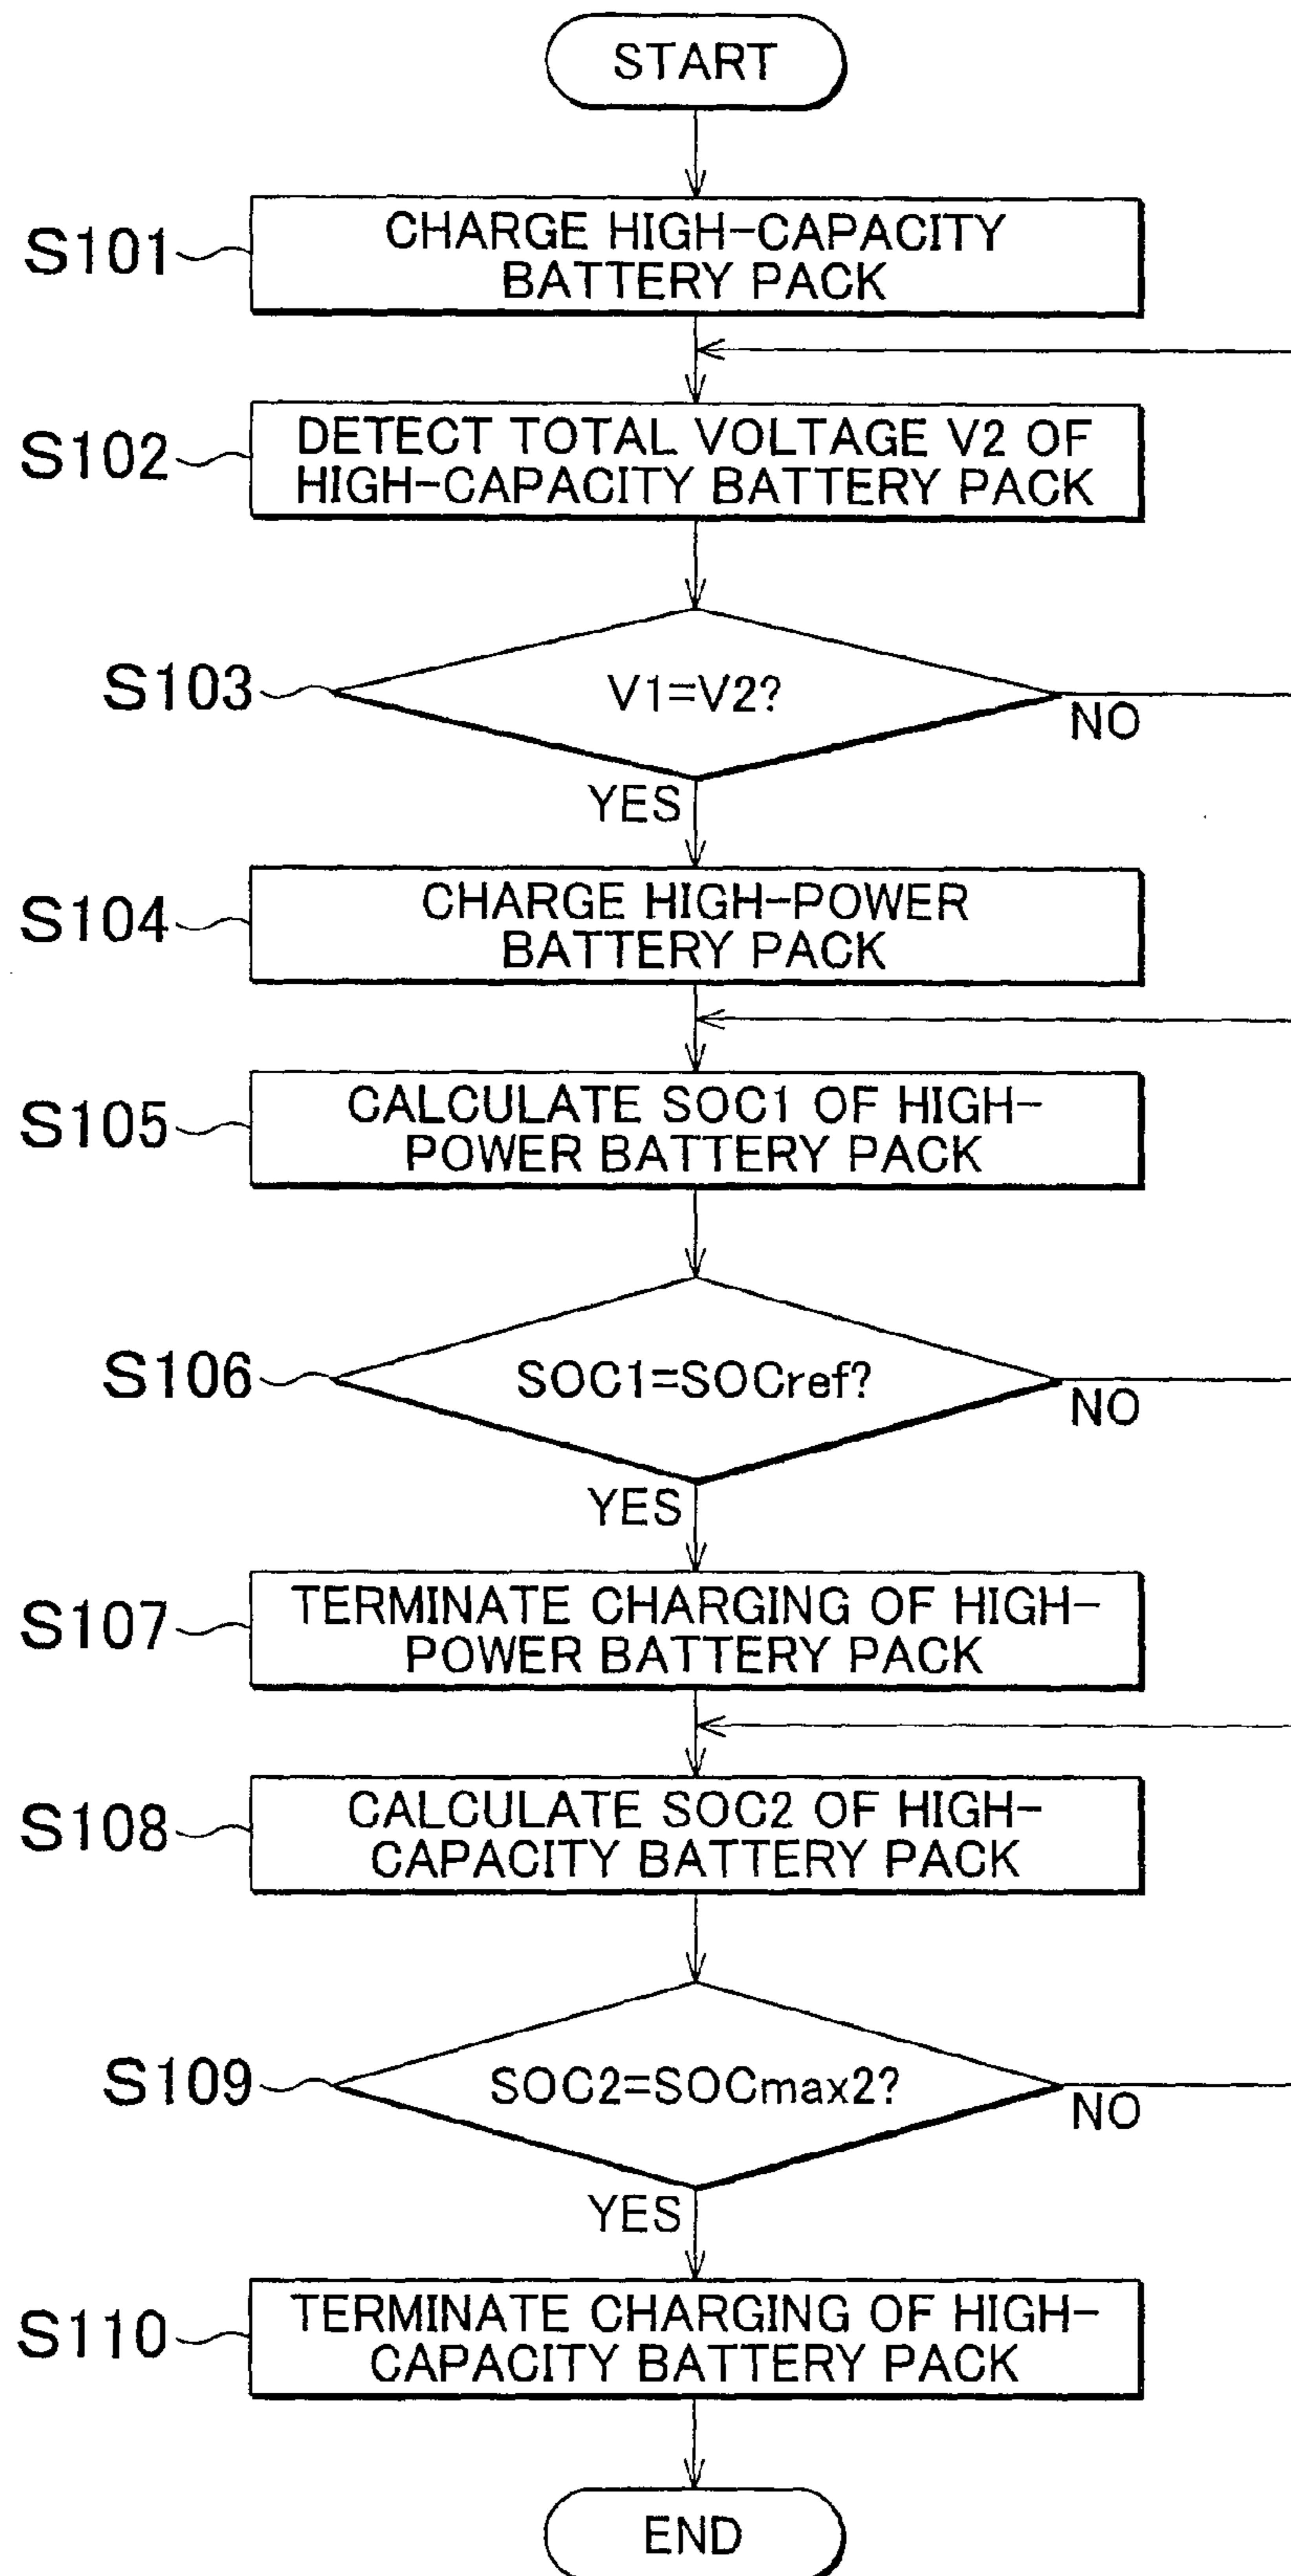 START
S101
CHARGE HIGH-CAPACITY
BATTERY PACK
S102
DETECT TOTAL VOLTAGE V2 OF
HIGH-CAPACITY BATTERY PACK
S103
V1=V2?
NO
YES
S104
CHARGE HIGH-POWER
BATTERY PACK
S105
CALCULATE SOC1 OF HIGH-
POWER BATTERY PACK
S106
SOC1=SOCref?
NO
YES
S107
TERMINATE CHARGING OF HIGH-
POWER BATTERY PACK
S108
CALCULATE SOC2 OF HIGH-
CAPACITY BATTERY PACK
S109
SOC2=SOCmax2?
NO
YES
S110
TERMINATE CHARGING OF HIGH-
CAPACITY BATTERY PACK
END